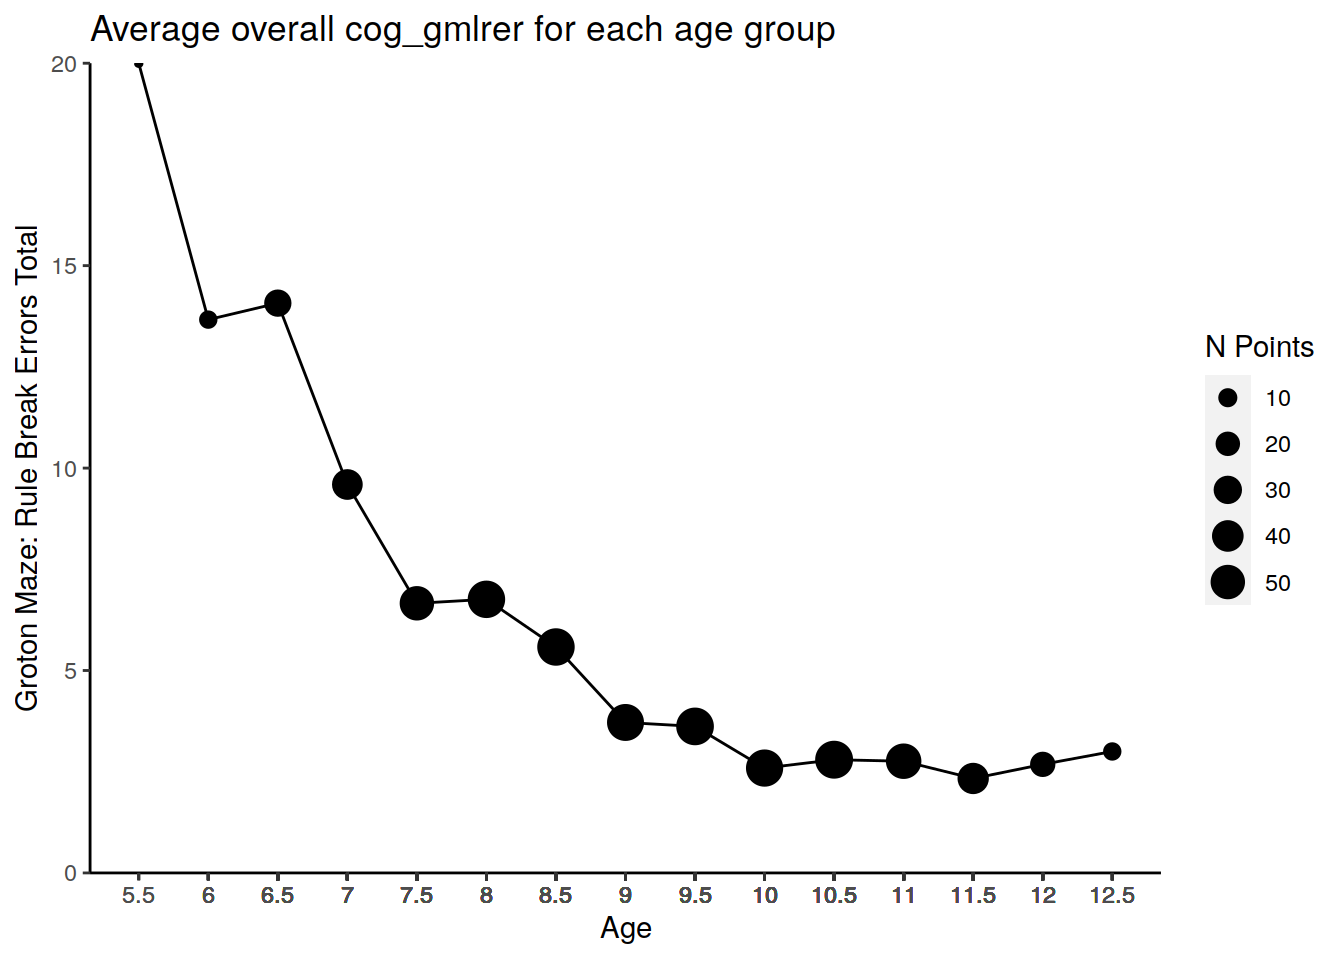 Average overall cog_gmlrer for each age group
Groton Maze: Rule Break Errors Total
20
15
10
5
0
5.5 6 6.5 7 7.5 8 8.5 9 9.5 10 10.5 11 11.5 12 12.5
Age
N Points
10
20
30
40
50